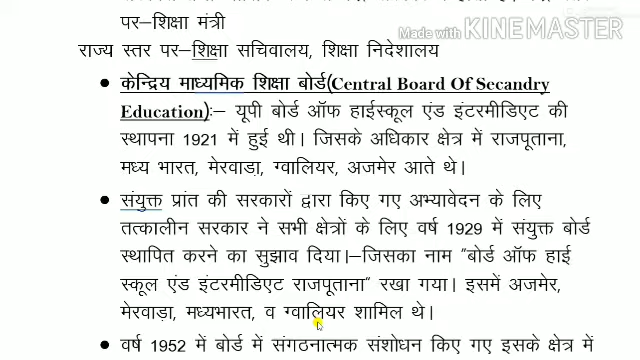 पर–शिक्षा मंत्री
Made with KINEMASTER
राज्य स्तर पर–शिक्षा सचिवालय, शिक्षा निदेशालय
• केन्द्रिय माध्यमिक शिक्षा बोर्ड(Central Board Of Secandry
Education):– यूपी बोर्ड ऑफ हाईस्कूल एंड इंटरमीडिएट की
स्थापना 1921 में हुई थी। जिसके अधिकार क्षेत्र में राजपूताना,
मध्य भारत, मेरवाडा, ग्वालियर, अजमेर आते थे।
• संयुक्त प्रांत की सरकारों द्वारा किए गए अभ्यावेदन के लिए
तत्कालीन सरकार ने सभी क्षेत्रों के लिए वर्ष 1929 में संयुक्त बोर्ड
स्थापित करने का सुझाव दिया।–जिसका नाम "बोर्ड ऑफ हाई
स्कूल एंड इंटरमीडिएट राजपूताना" रखा गया। इसमें अजमेर,
मेरवाड़ा, मध्यभारत, व ग्वालियर शामिल थे।
• वर्ष 1952 में बोर्ड में संगठनात्मक संशोधन किए गए इसके क्षेत्र में